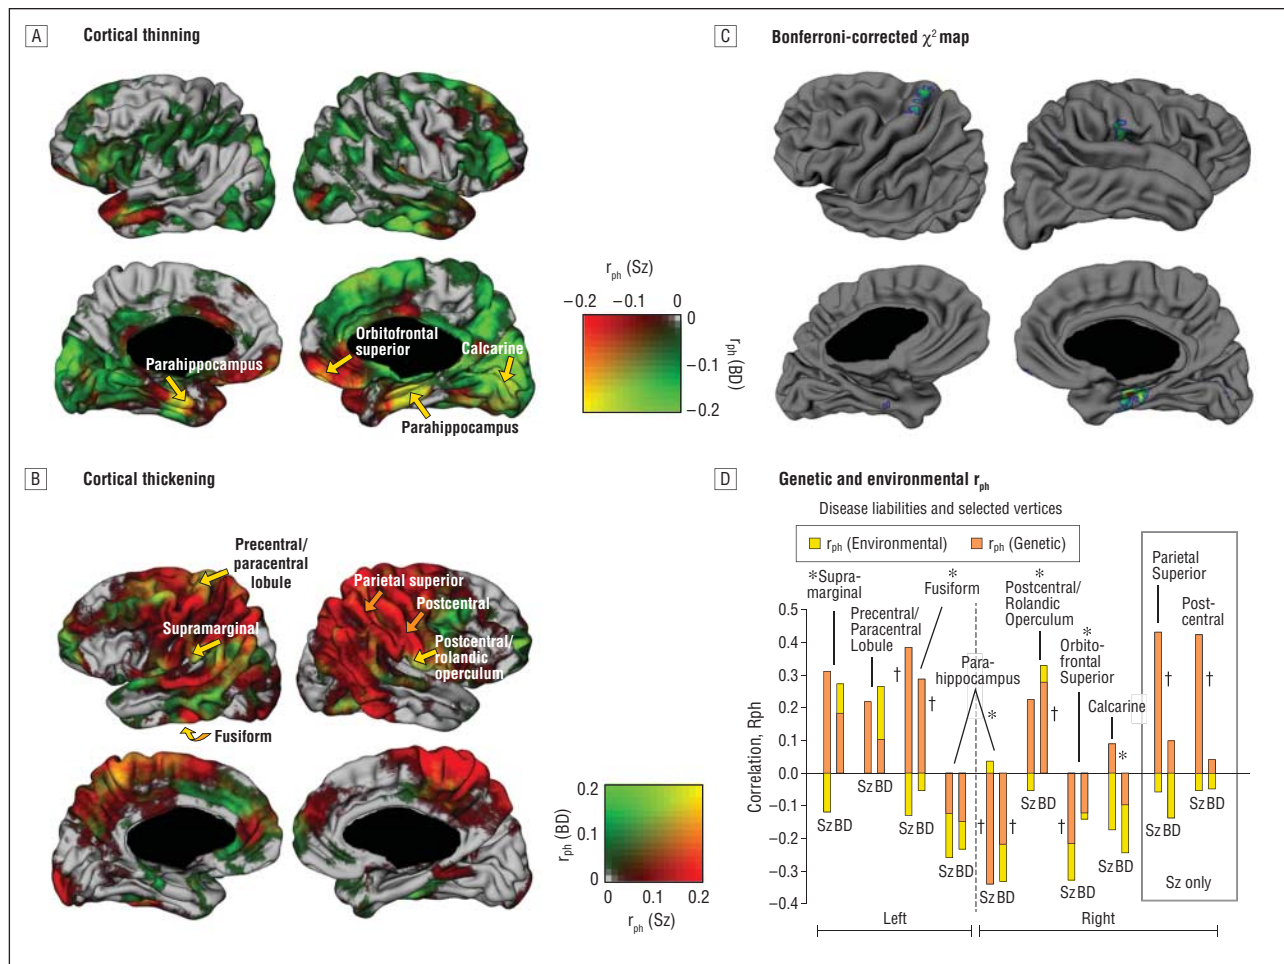 A Cortical thinning
Orbitofrontal
superior
Calcarine
Parahippocampus
Parahippocampus
rph (Sz)
−0.2 −0.1 0
0
−0.1
−0.2
rph (BD)
B Cortical thickening
Precentral/
paracentral
lobule
Parietal superior
Postcentral
Supramarginal
Postcentral/
rolandic
operculum
Fusiform
0.2
0.1
0
rph (BD)
0 0.1 0.2
rph (Sz)
C Bonferroni-corrected χ2 map
D Genetic and environmental rph
Disease liabilities and selected vertices
rph (Environmental) rph (Genetic)
*Supra-
marginal
Precentral/
Paracentral
Lobule
*
Fusiform
Para-
hippocampus
*
*
Postcentral/
Rolandic
Operculum
*
Orbito-
frontal
Superior
Calcarine
*
Parietal
Superior
Post-
central
† † † † † † † †
0.5
0.4
0.3
0.2
0.1
0.0
−0.1
−0.2
−0.3
−0.4
Correlation, Rph
Sz BD
Sz BD
Sz BD
Sz BD
Sz BD
Sz BD
Sz BD
Sz BD
Sz BD
Sz BD
Sz only
Left Right